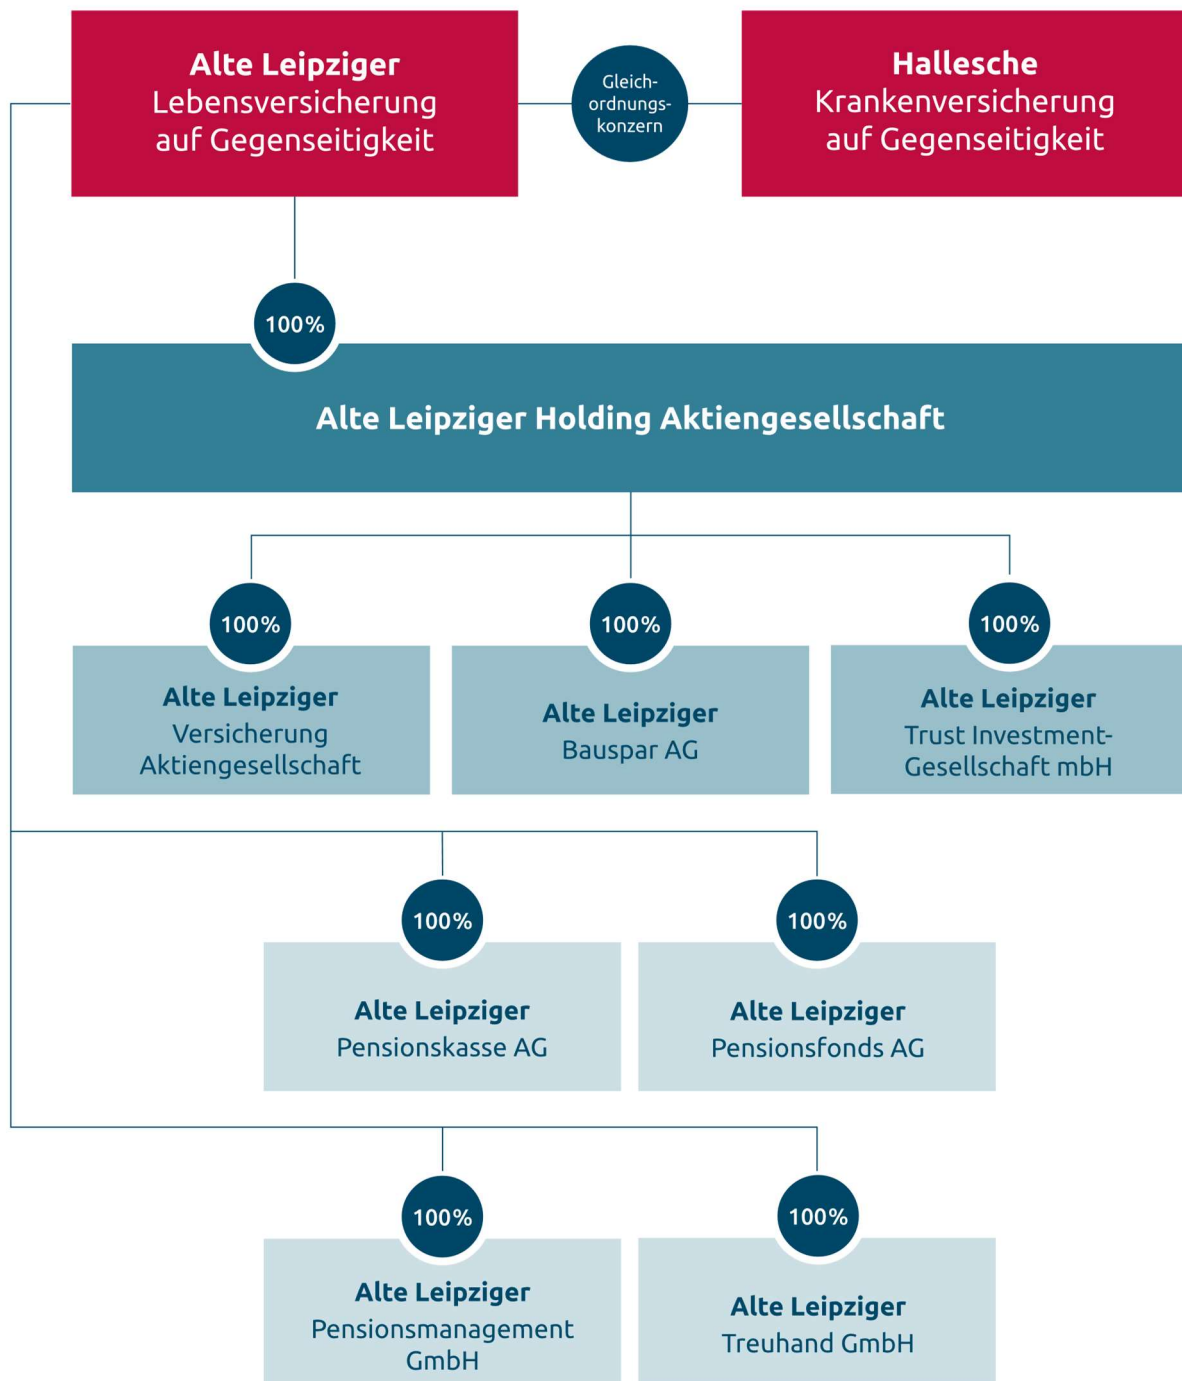 Alte Leipziger
Lebensversicherung
auf Gegenseitigkeit
Gleich-
ordnungs-
konzern
Hallesche
Krankenversicherung
auf Gegenseitigkeit
100%
Alte Leipziger Holding Aktiengesellschaft
100%
Alte Leipziger
Versicherung
Aktiengesellschaft
100%
Alte Leipziger
Bauspar AG
100%
Alte Leipziger
Trust Investment-
Gesellschaft mbH
100%
Alte Leipziger
Pensionskasse AG
100%
Alte Leipziger
Pensionsfonds AG
100%
Alte Leipziger
Pensionsmanagement
GmbH
100%
Alte Leipziger
Treuhand GmbH